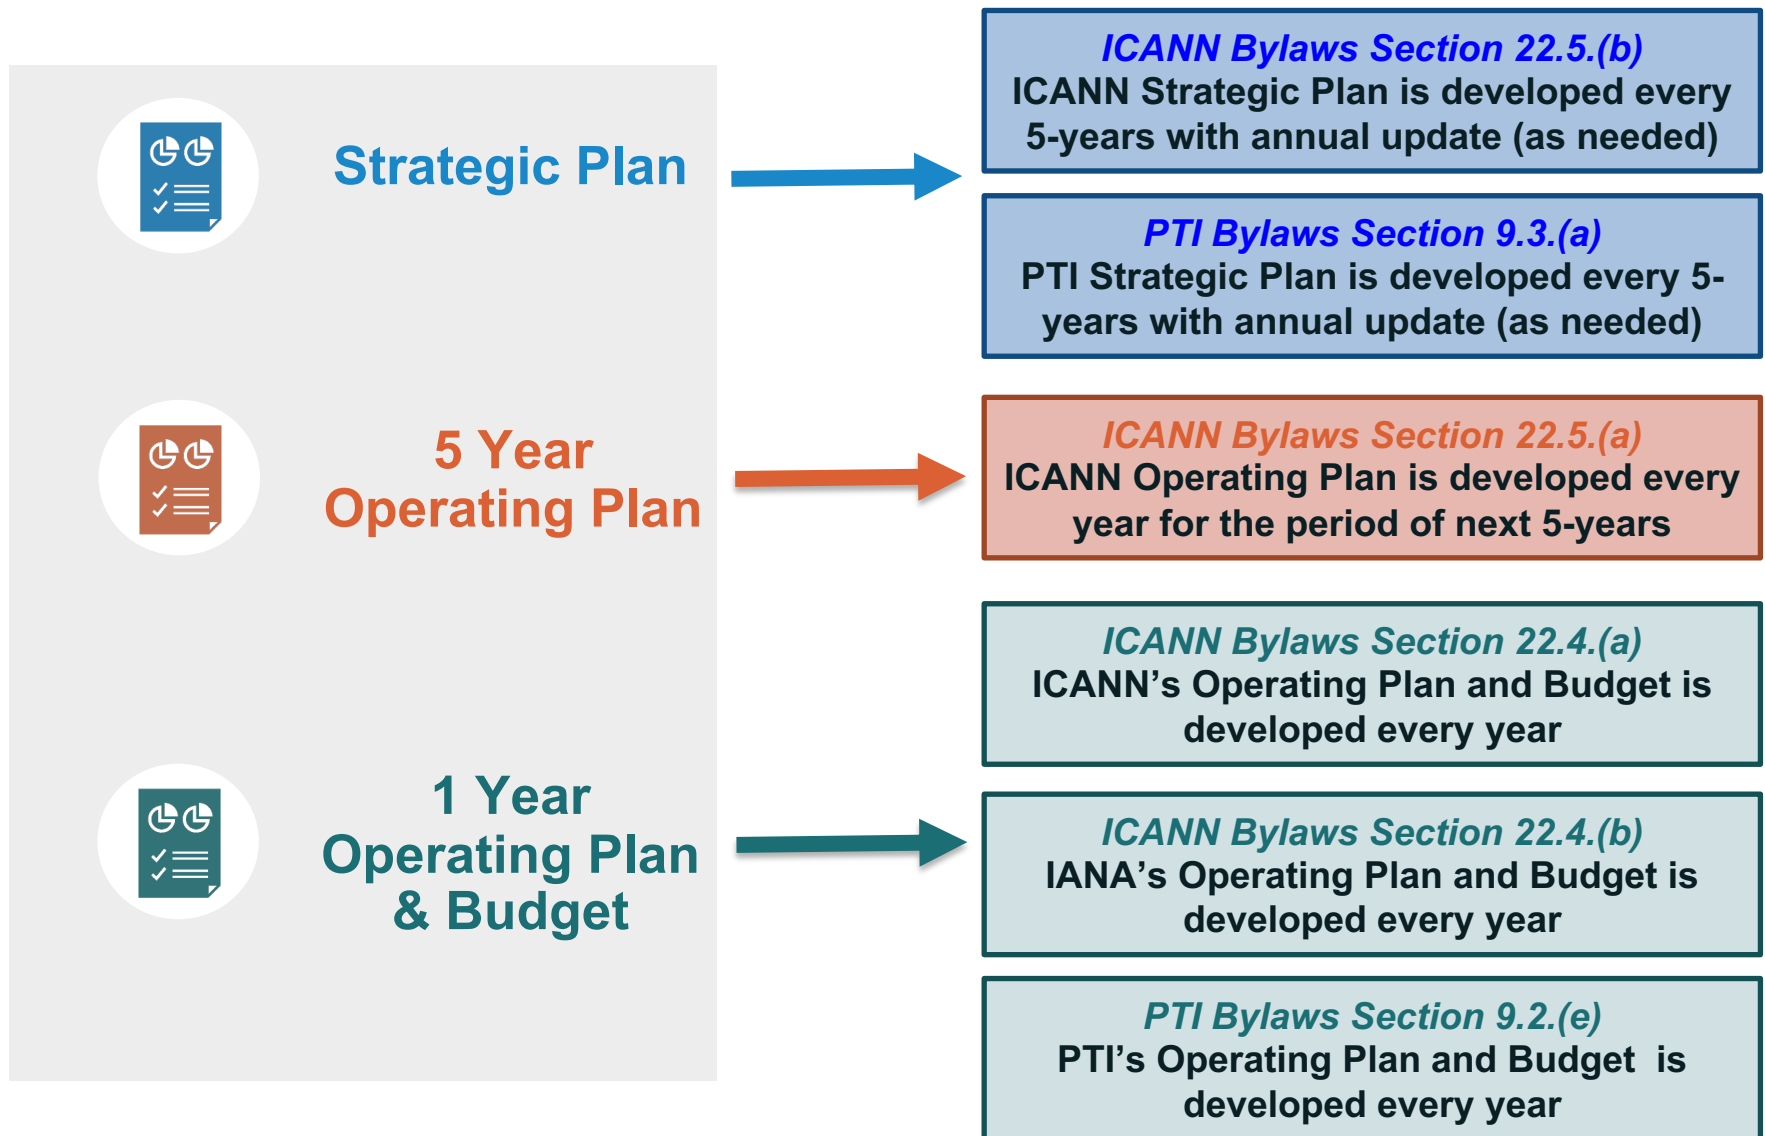 Strategic Plan
ICANN Bylaws Section 22.5.(b)
ICANN Strategic Plan is developed every
5-years with annual update (as needed)
PTI Bylaws Section 9.3.(a)
PTI Strategic Plan is developed every 5-
years with annual update (as needed)
5 Year
Operating Plan
ICANN Bylaws Section 22.5.(a)
ICANN Operating Plan is developed every
year for the period of next 5-years
1 Year
Operating Plan
& Budget
ICANN Bylaws Section 22.4.(a)
ICANN’s Operating Plan and Budget is
developed every year
ICANN Bylaws Section 22.4.(b)
IANA’s Operating Plan and Budget is
developed every year
PTI Bylaws Section 9.2.(e)
PTI’s Operating Plan and Budget  is
developed every year